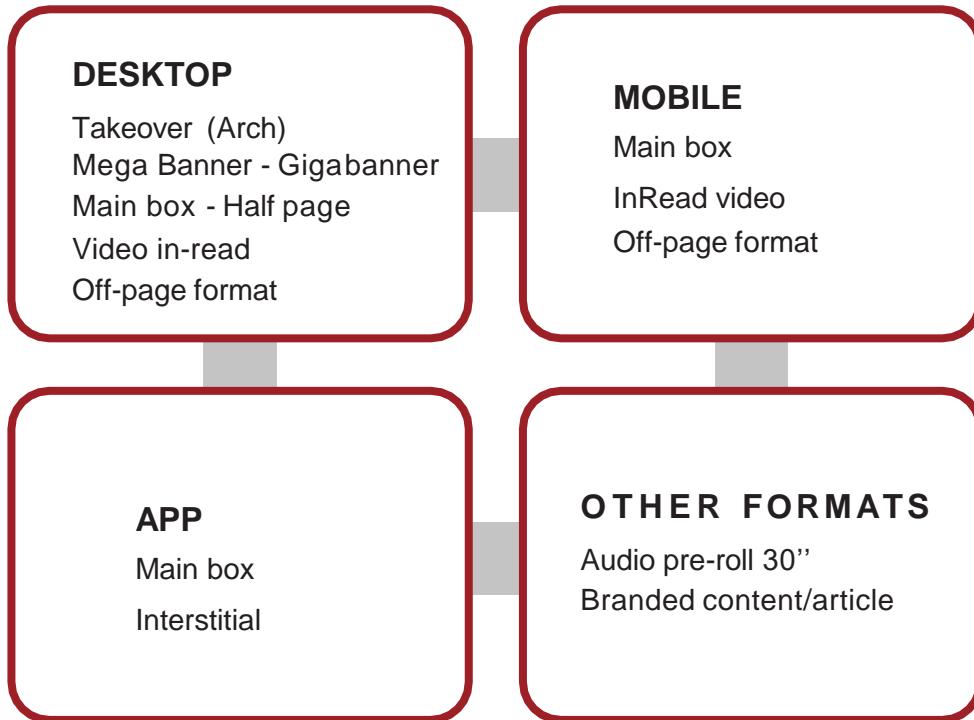 DESKTOP
Takeover (Arch)
Mega Banner - Gigabanner
Main box - Half page
Video in-read
Off-page format
MOBILE
Main box
InRead video
Off-page format
APP
Main box
Interstitial
OTHER FORMATS
Audio pre-roll 30’’
Branded content/article